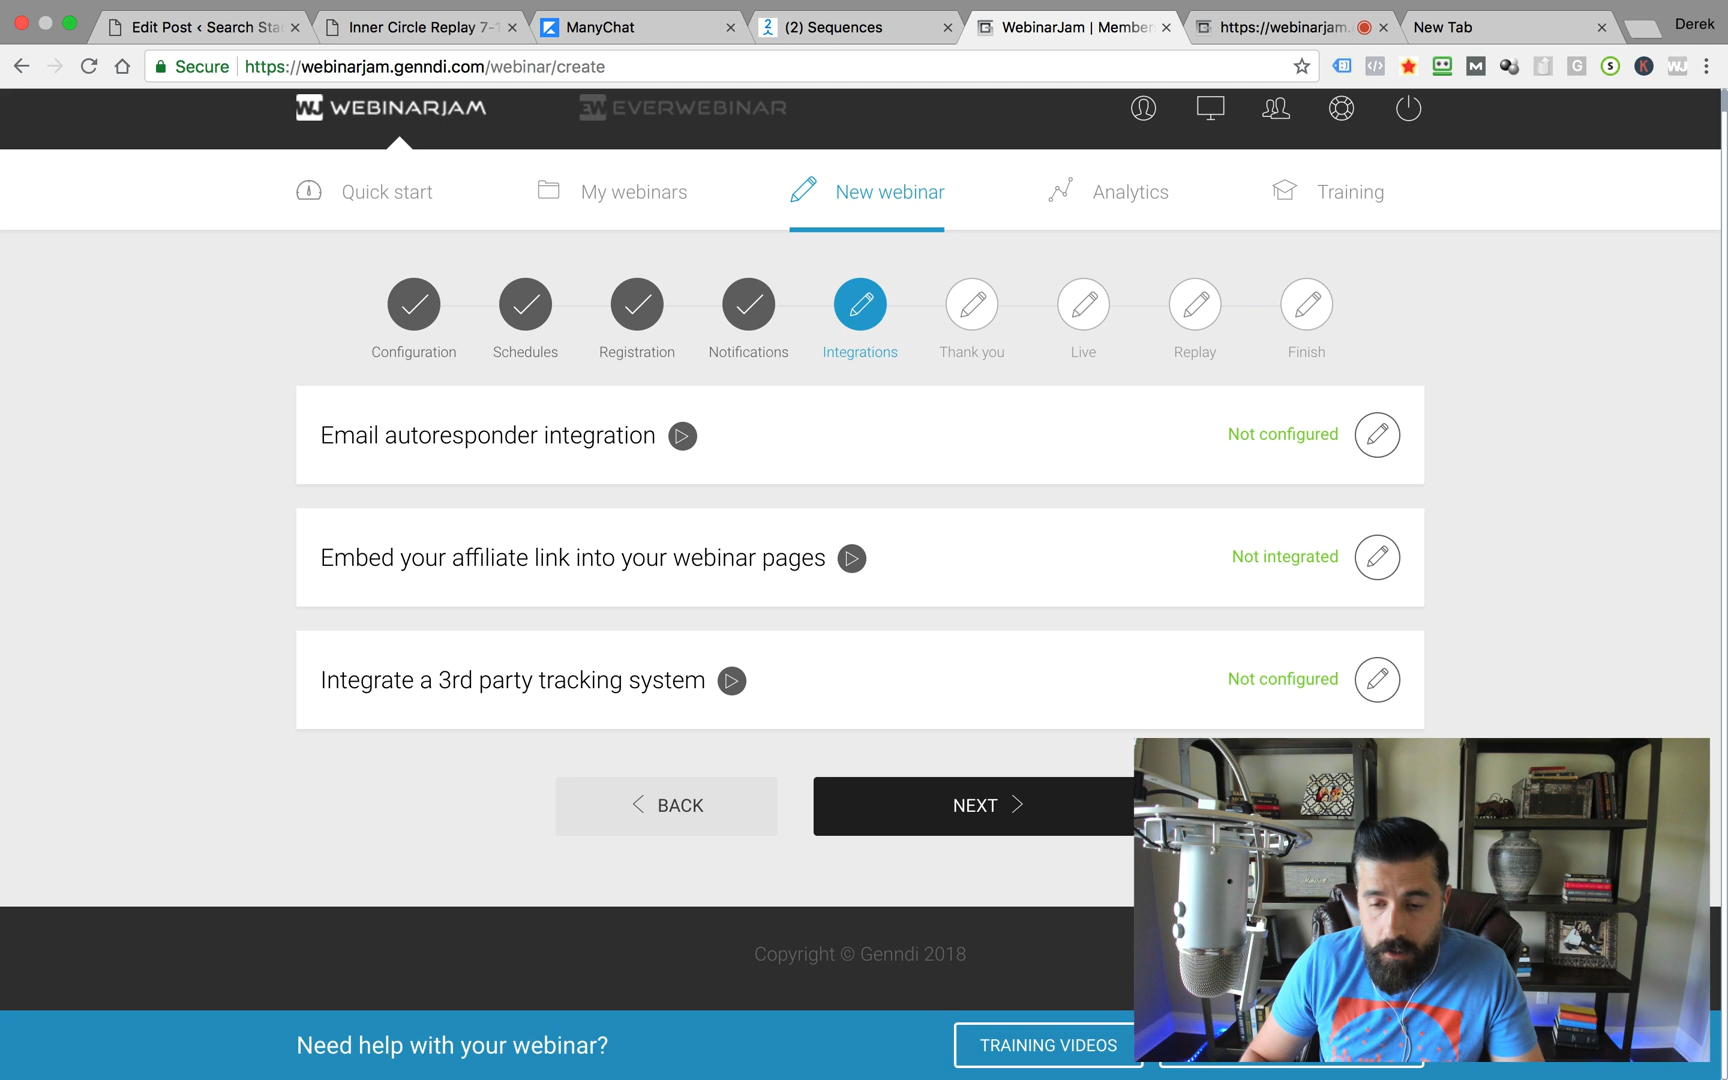 Edit Post ‹ Search Sta
Inner Circle Replay 7-1
ManyChat
(2) Sequences
WebinarJam | Member
https://webinarjam.
New Tab
Derek
Secure
https://webinarjam.genndi.com/webinar/create
WJ WEBINARJAM
EW EVERWEBINAR
Quick start
My webinars
New webinar
Analytics
Training
Configuration
Schedules
Registration
Notifications
Integrations
Thank you
Live
Replay
Finish
Email autoresponder integration
Not configured
Embed your affiliate link into your webinar pages
Not integrated
Integrate a 3rd party tracking system
Not configured
BACK
NEXT
Copyright © Genndi 2018
Need help with your webinar?
TRAINING VIDEOS